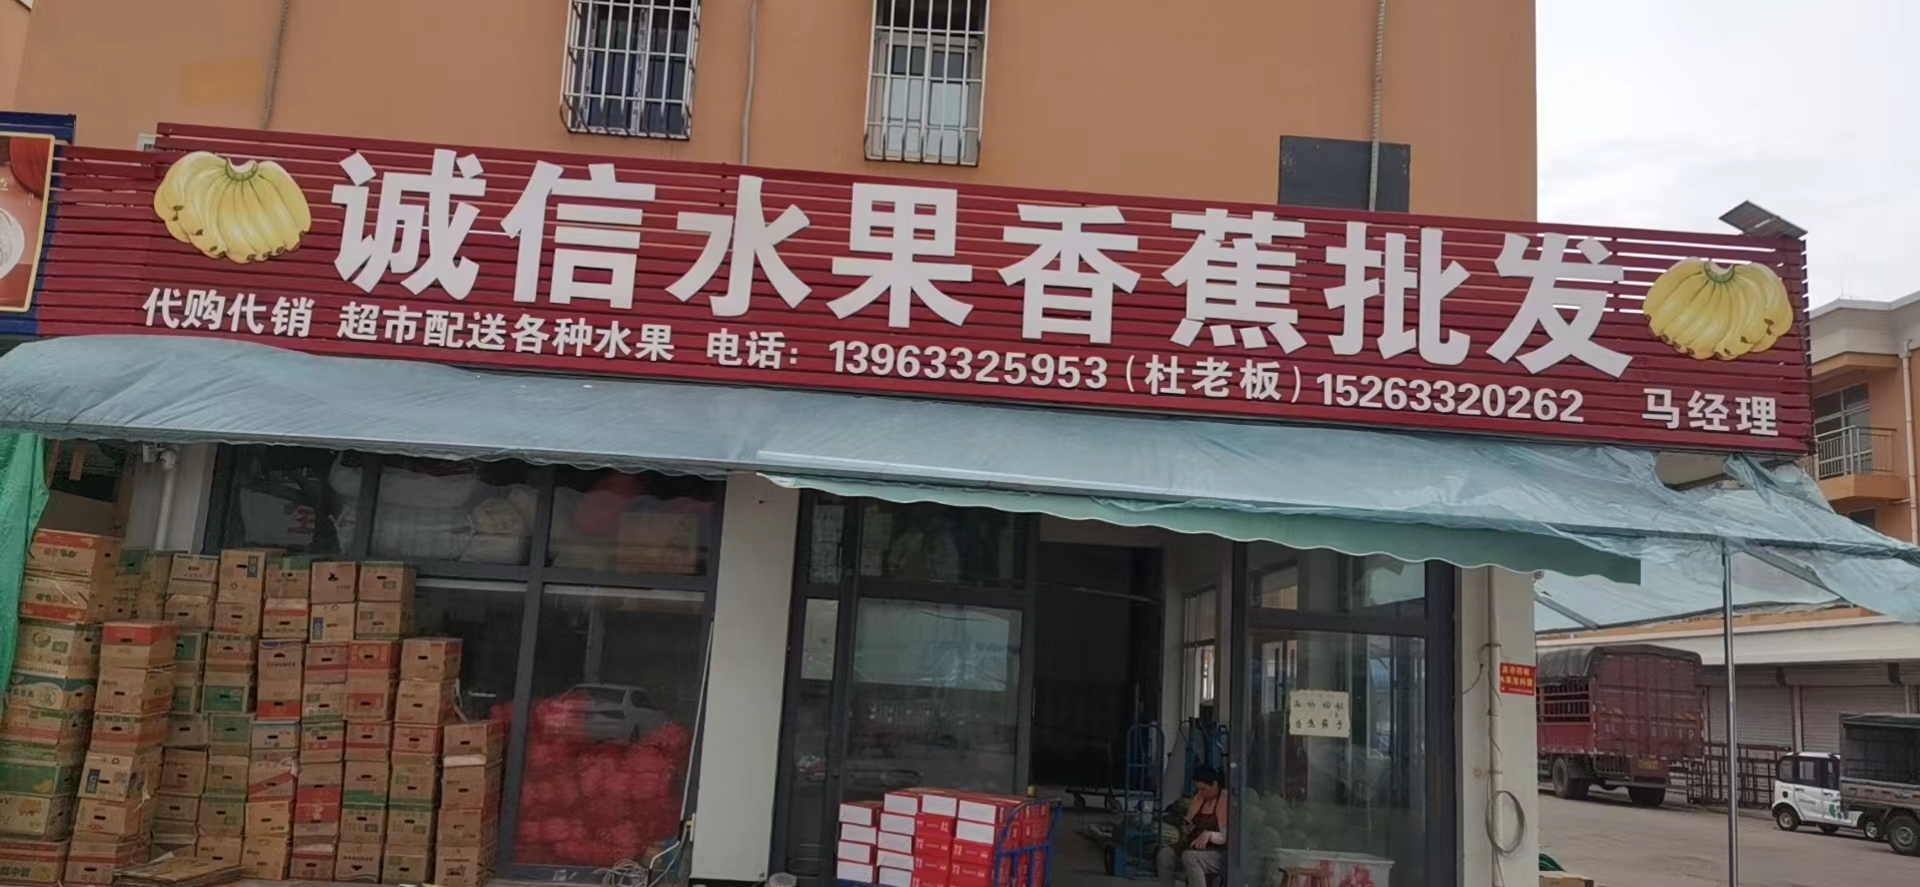 诚信水果香蕉批发
代购代销 超市配送各种水果 电话：13963325953（杜老板）15263320262 马经理